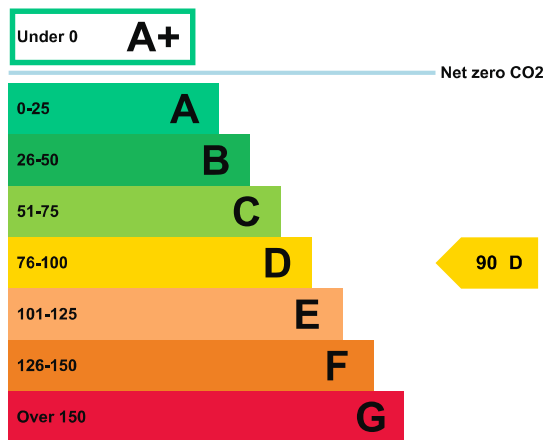 Under 0 A+
Net zero CO2
0-25 A
26-50 B
51-75 C
76-100 D
90 D
101-125 E
126-150 F
Over 150 G